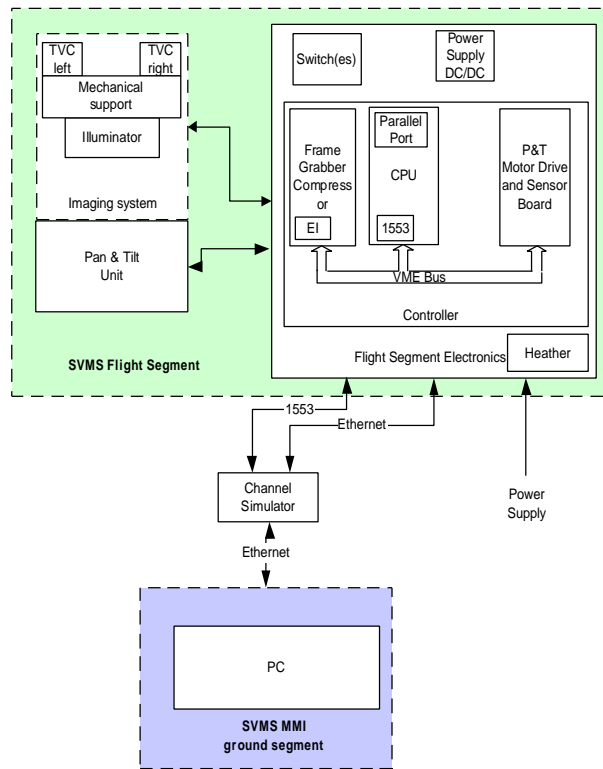 TVC
left
TVC
right
Mechanical
support
Illuminator
Imaging system
Pan & Tilt
Unit
SVMS Flight Segment
Switch(es)
Power
Supply
DC/DC
Frame
Grabber
Compress
or
EI
Parallel
Port
CPU
1553
P&T
Motor Drive
and Sensor
Board
VME Bus
Controller
Flight Segment Electronics
Heather
1553
Ethernet
Channel
Simulator
Power
Supply
Ethernet
PC
SVMS MMI
ground segment